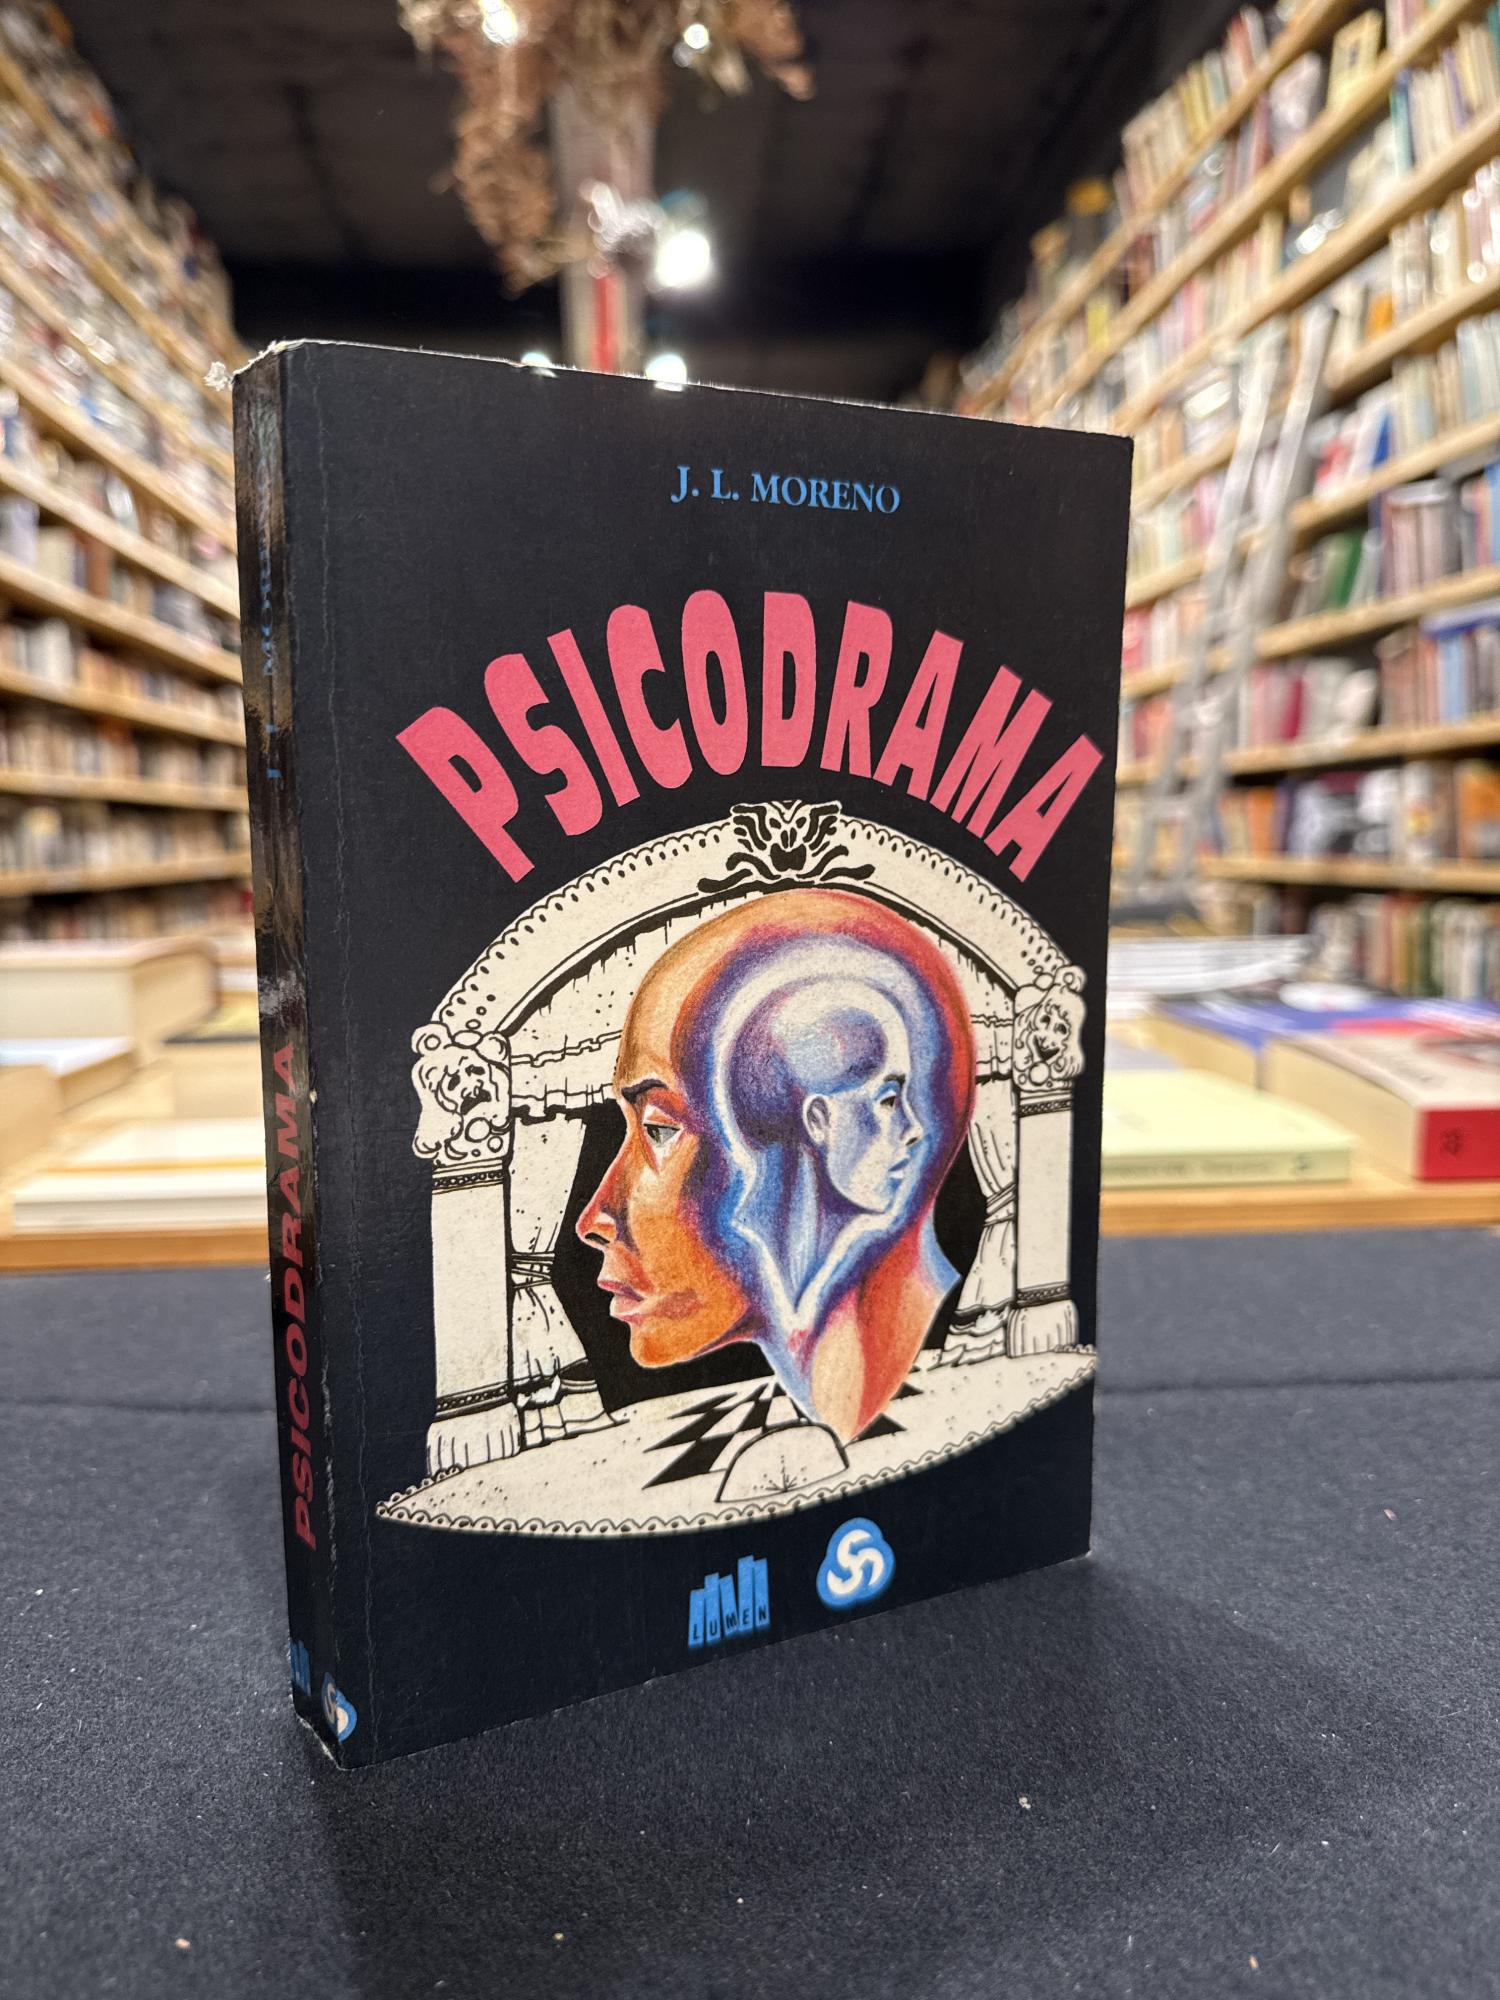 J. L. MORENO
PSICODRAMA
LUMEN
J. L. MORENO
PSICODRAMA